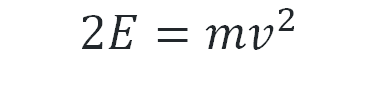 2E = mv²